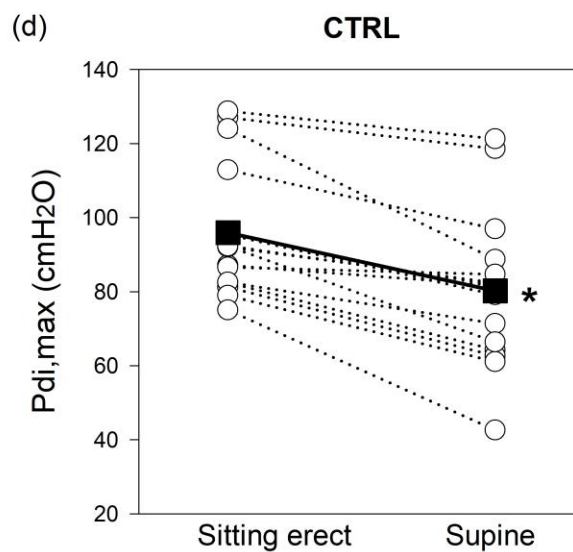 (d) CTRL
140
120
100
80
60
40
20
Pdi,max (cmH2O)
*
Sitting erect Supine